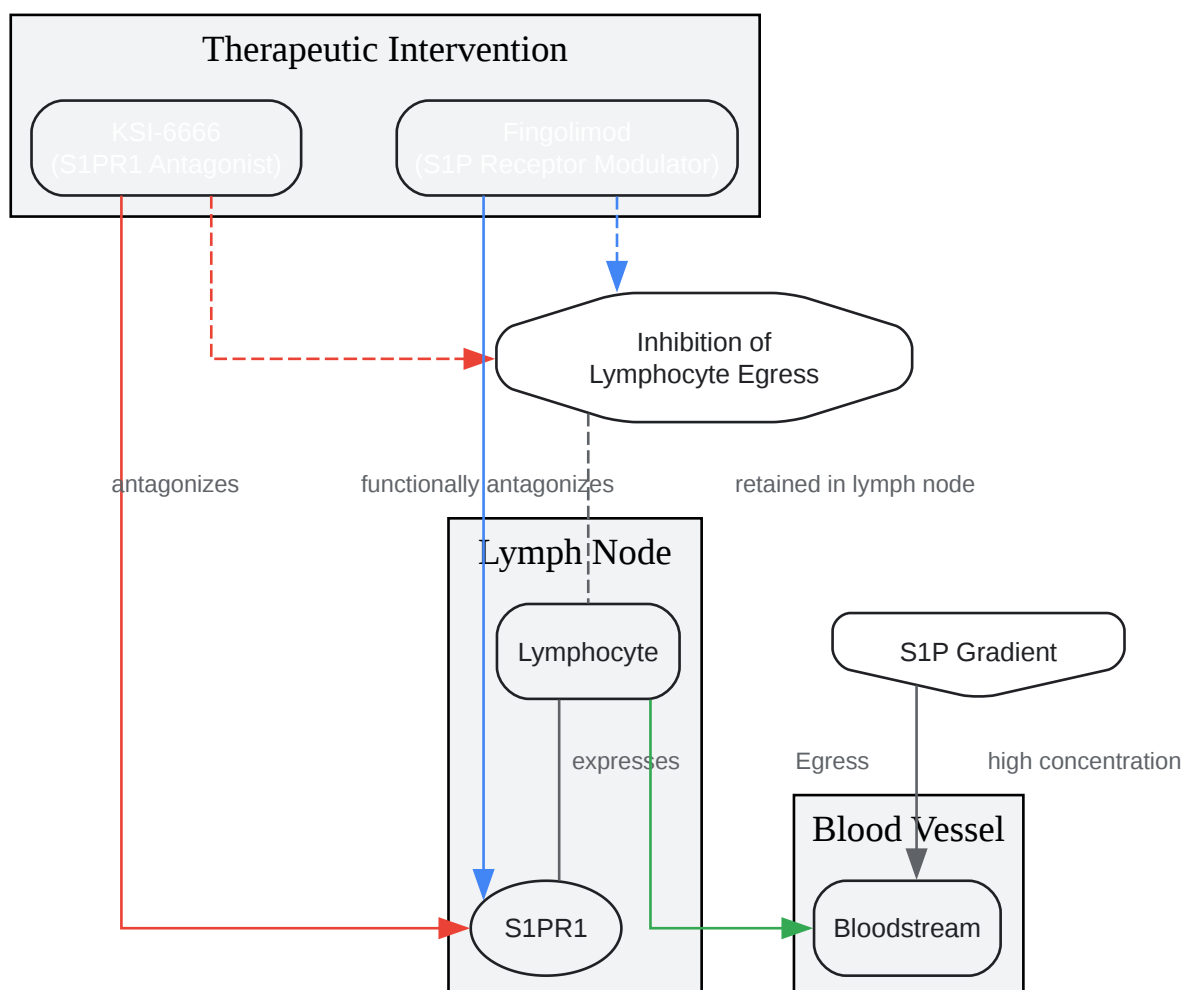 Therapeutic Intervention
KSI-6666
(S1PR1 Antagonist)
Fingolimod
(S1P Receptor Modulator)
Inhibition of
Lymphocyte Egress
antagonizes
functionally antagonizes
retained in lymph node
Lymph Node
Lymphocyte
S1P Gradient
expresses
Egress
high concentration
Blood Vessel
S1PR1
Bloodstream